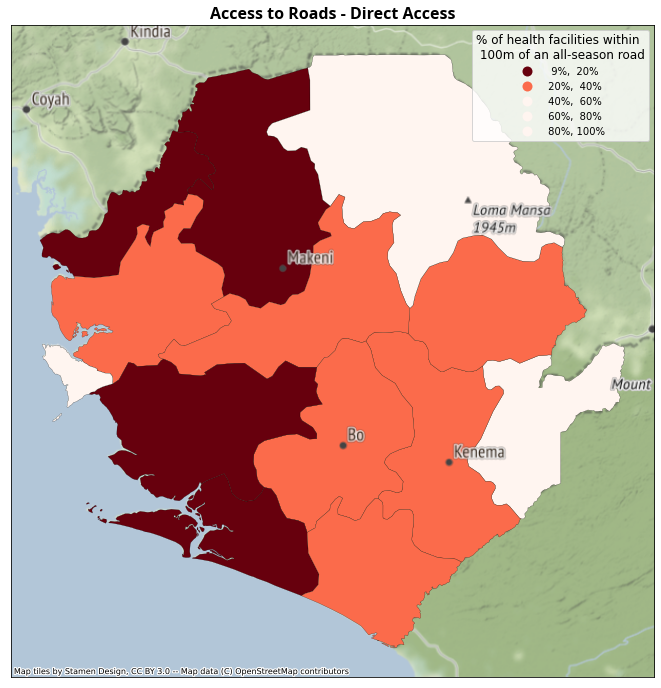 Access to Roads - Direct Access
Kindia
% of health facilities within
100m of an all-season road
9%, 20%
20%, 40%
40%, 60%
60%, 80%
80%, 100%
Coyah
Loma Mansa
1945m
Makeni
Mount
Bo
Kenema
Map tiles by Stamen Design, CC BY 3.0 -- Map data (C) OpenStreetMap contributors